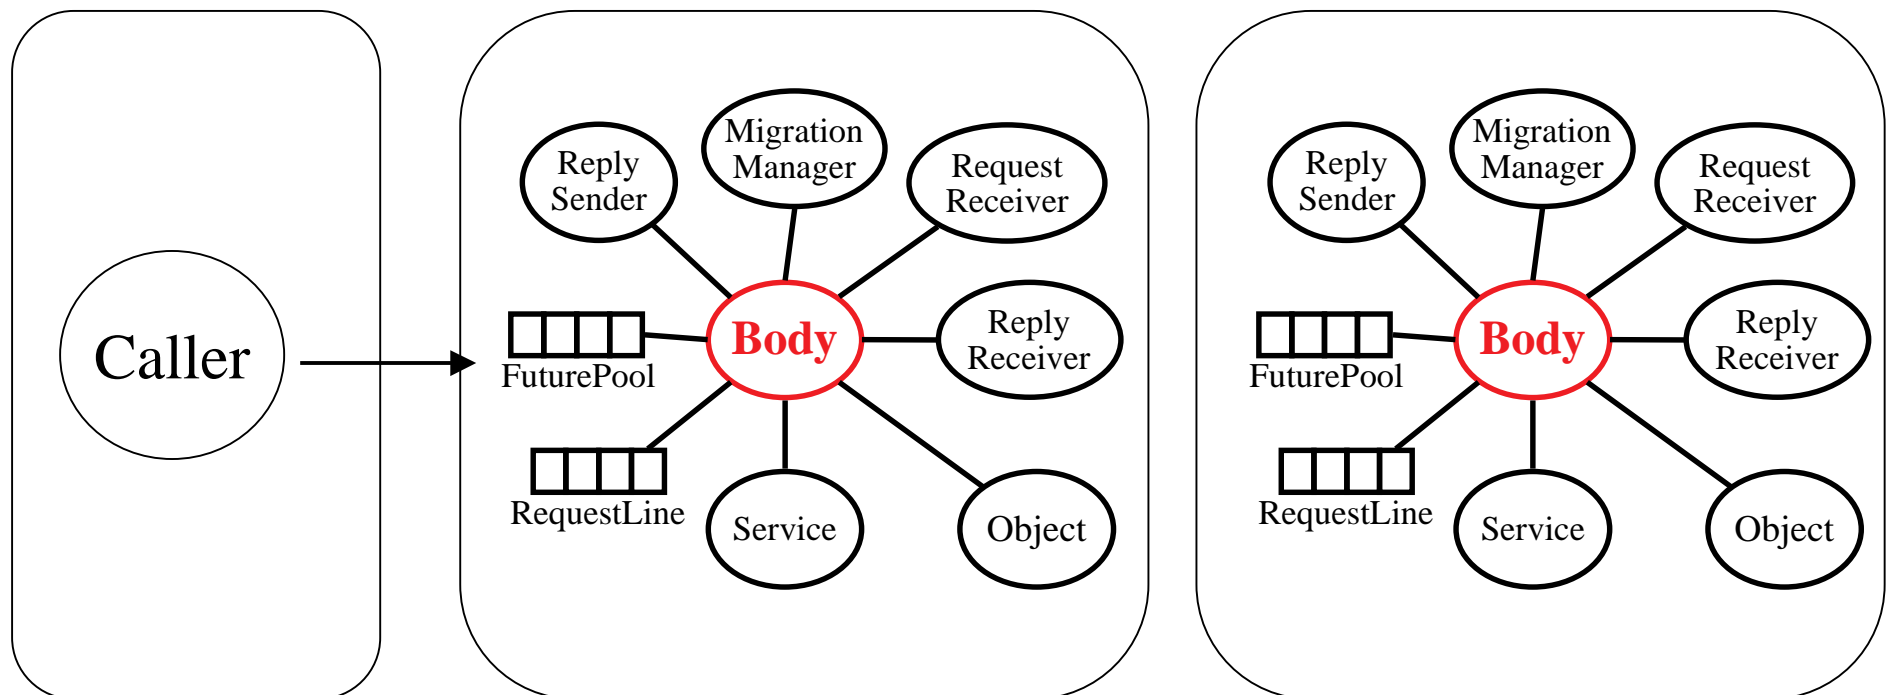 Caller
Reply
Sender
Migration
Manager
Request
Receiver
FuturePool
Body
Reply
Receiver
RequestLine
Service
Object
Reply
Sender
Migration
Manager
Request
Receiver
FuturePool
Body
Reply
Receiver
RequestLine
Service
Object